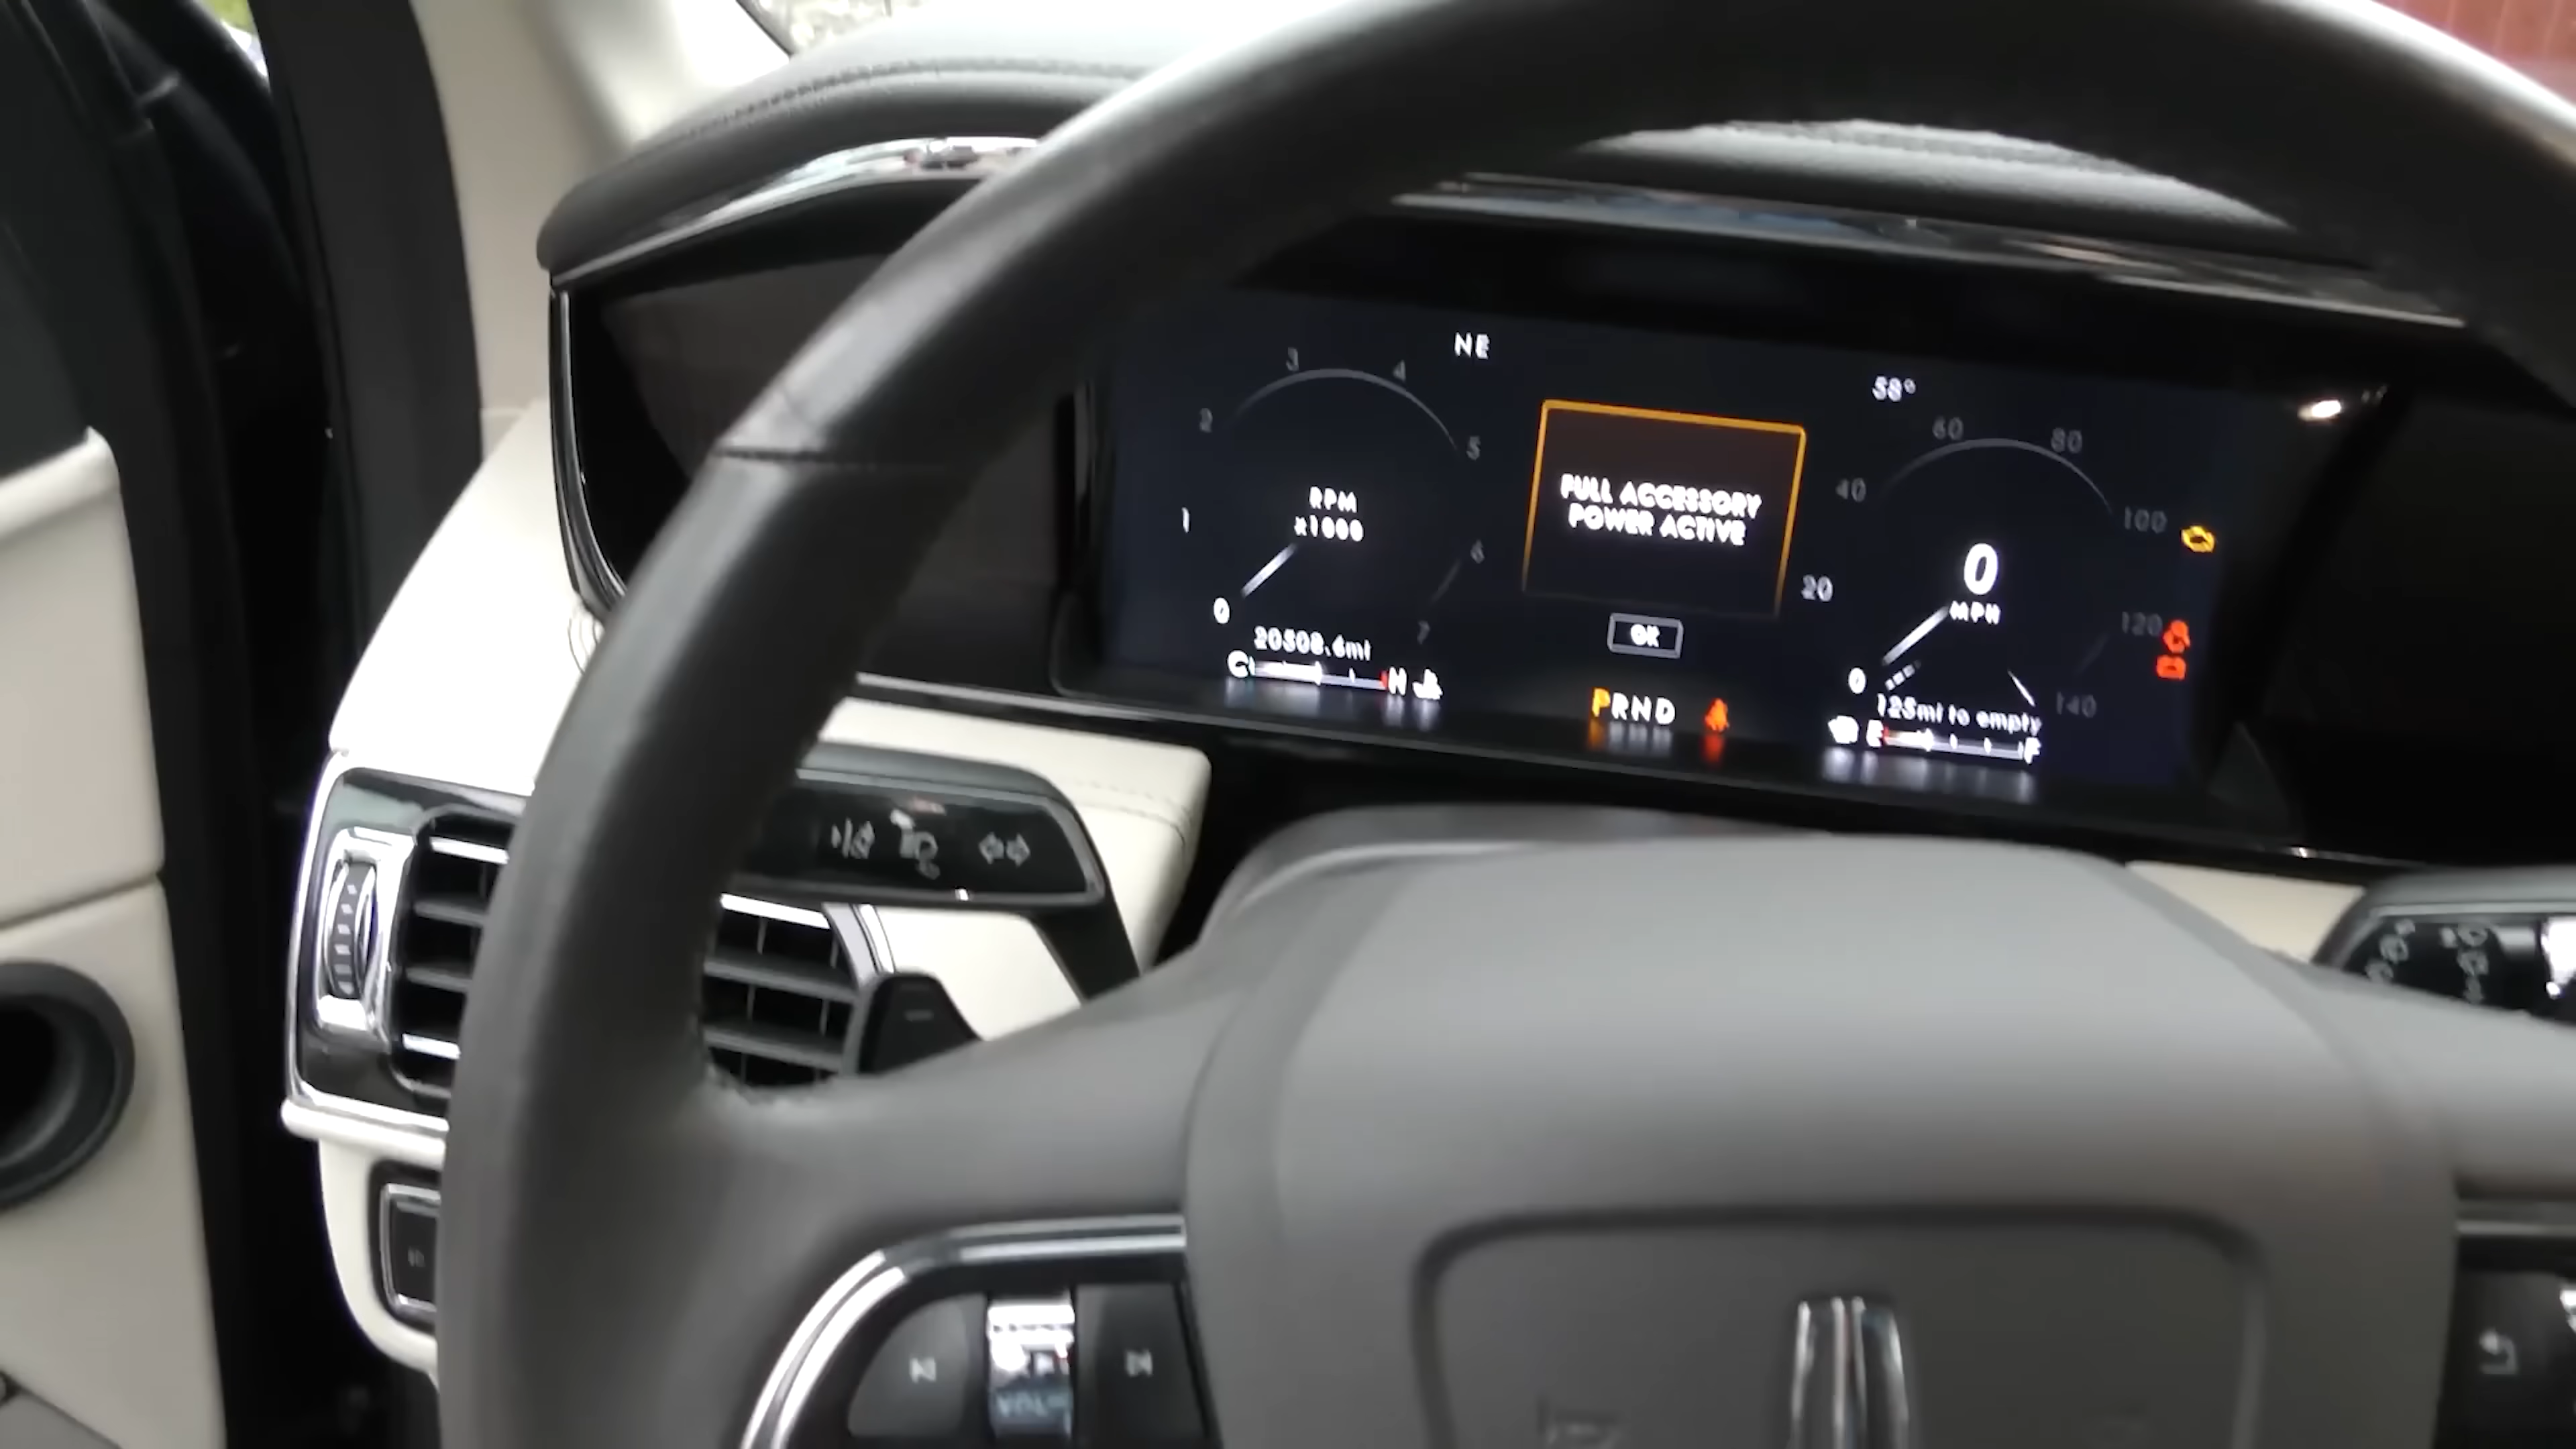 NE
58°
3
4
2
5
1
6
0
7
RPM
x1000
20508.6mi
C
H
FULL ACCESSORY
POWER ACTIVE
OK
PRND
60
80
40
100
20
120
0
140
0
MPH
125mi to empty
E
F
VOL